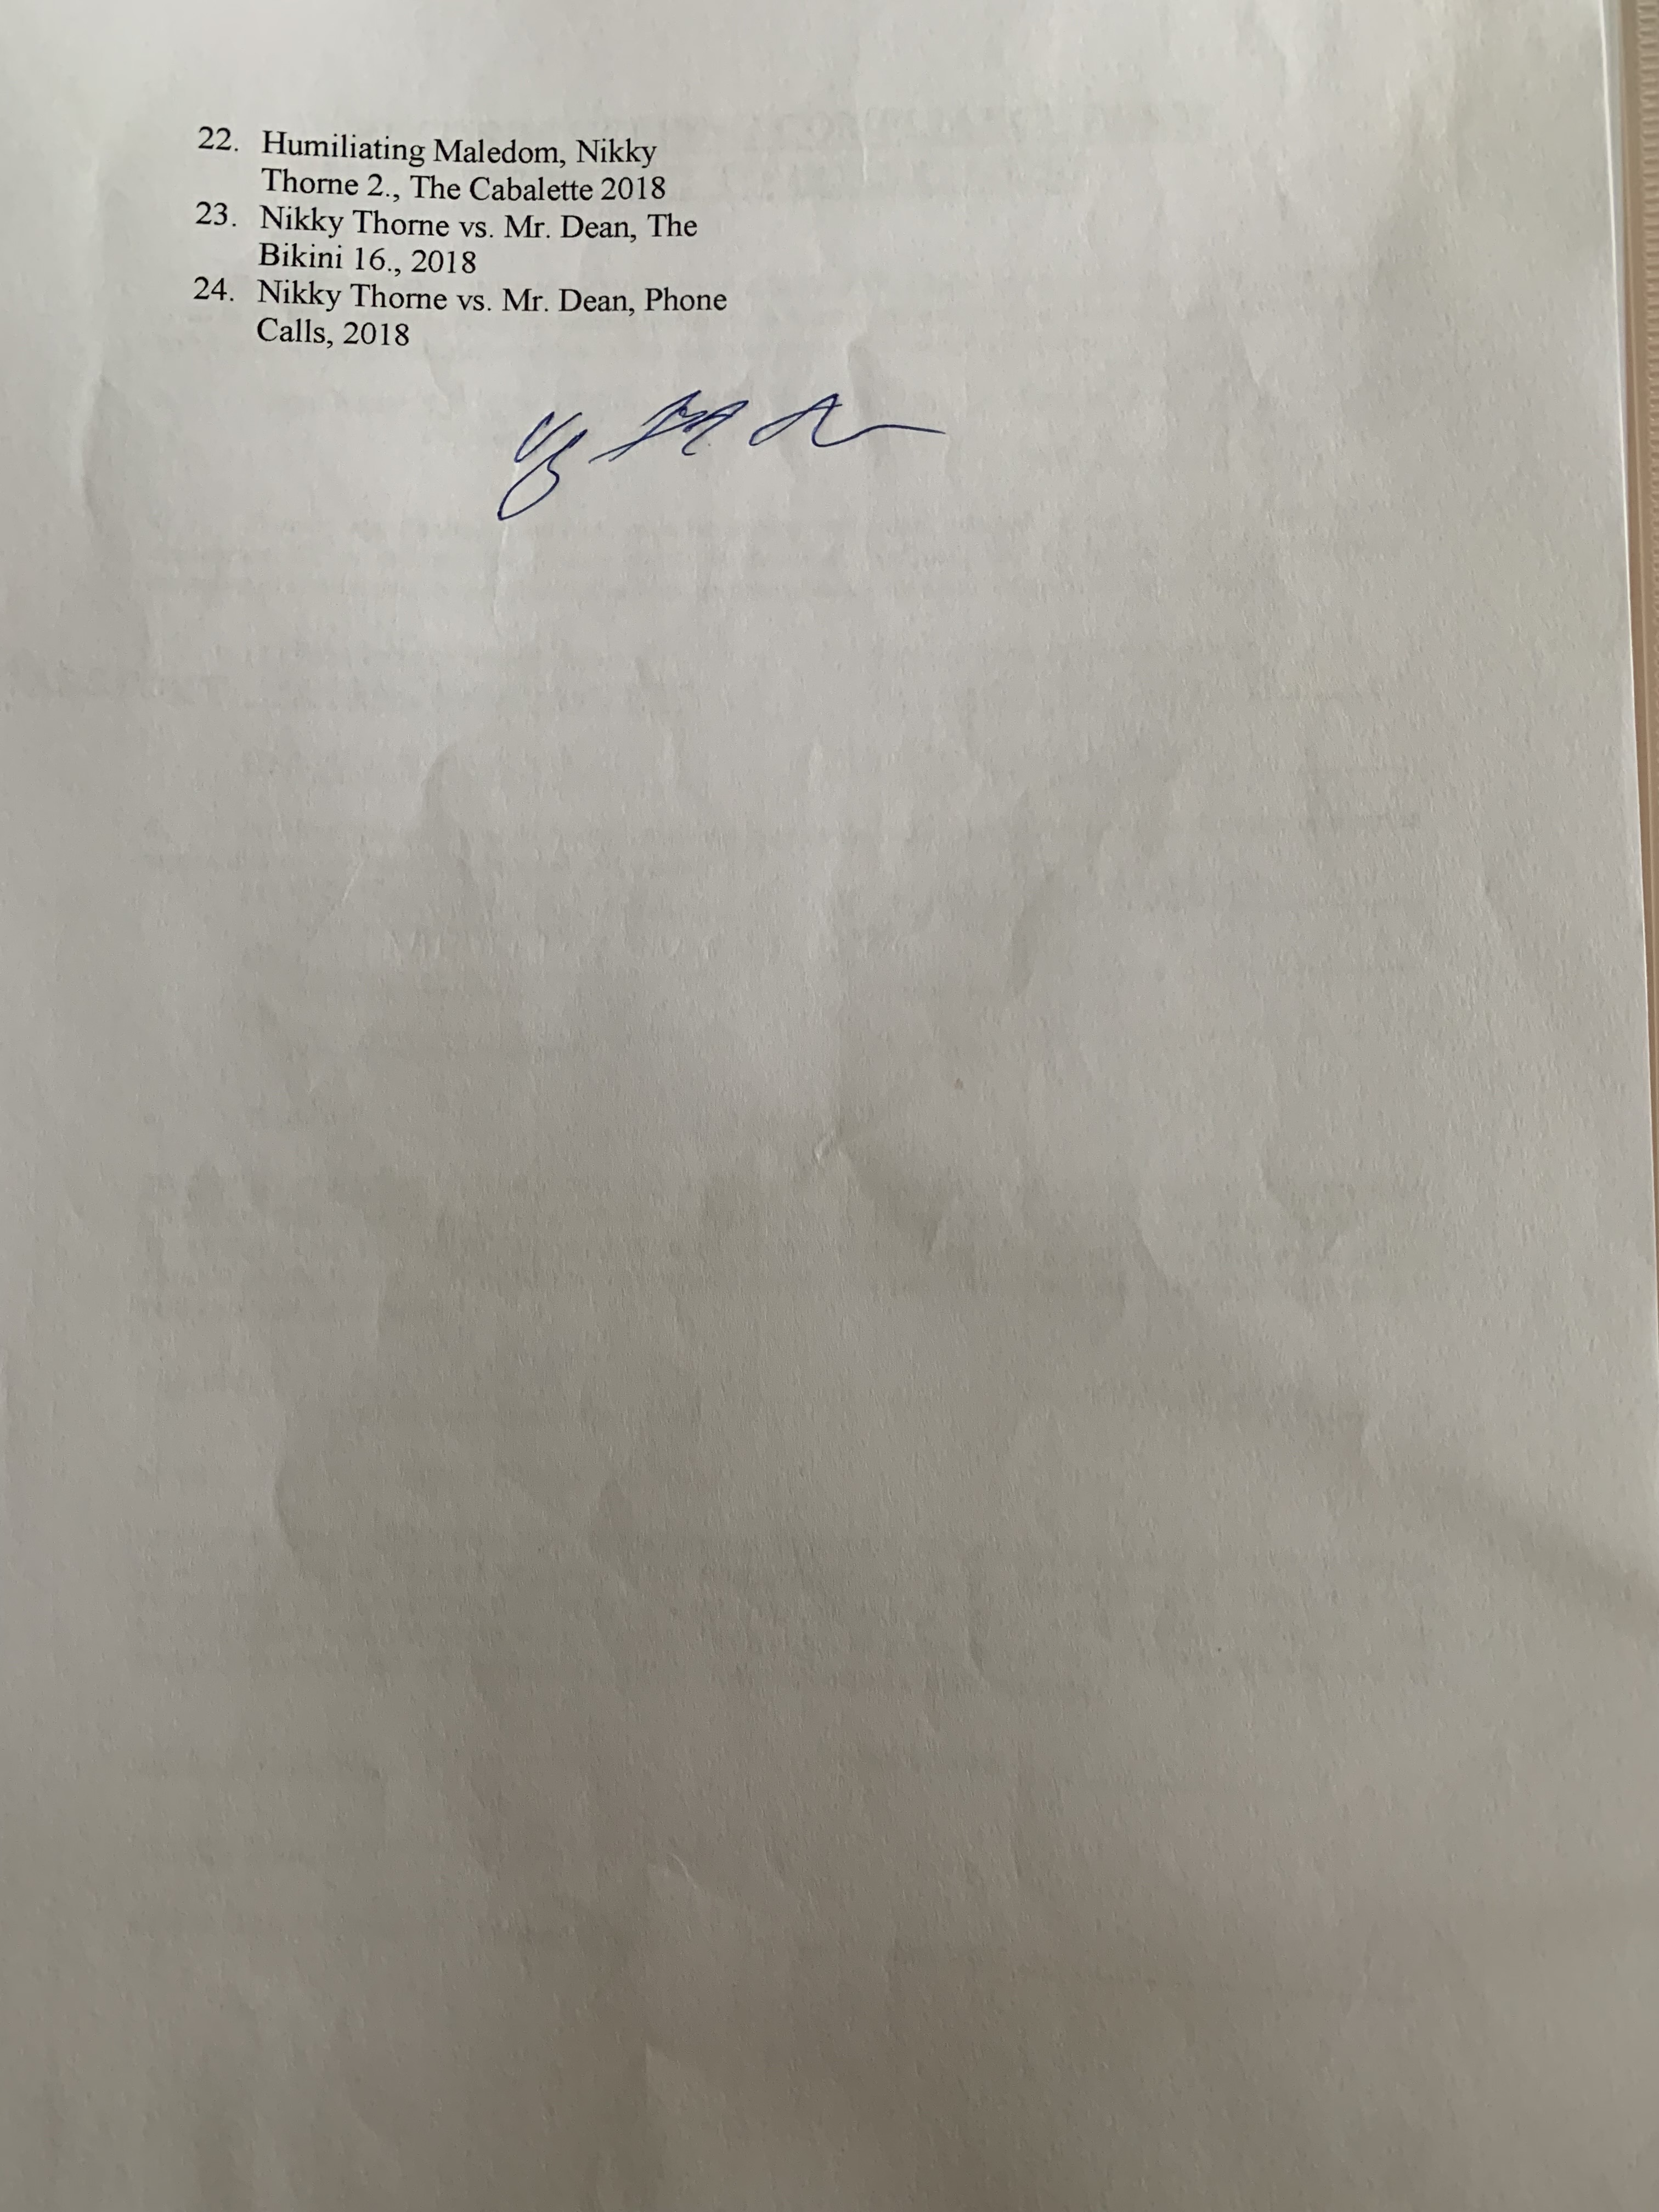 22. Humiliating Maledom, Nikky
Thorne 2., The Cabalette 2018
23. Nikky Thorne vs. Mr. Dean, The
Bikini 16., 2018
24. Nikky Thorne vs. Mr. Dean, Phone
Calls, 2018